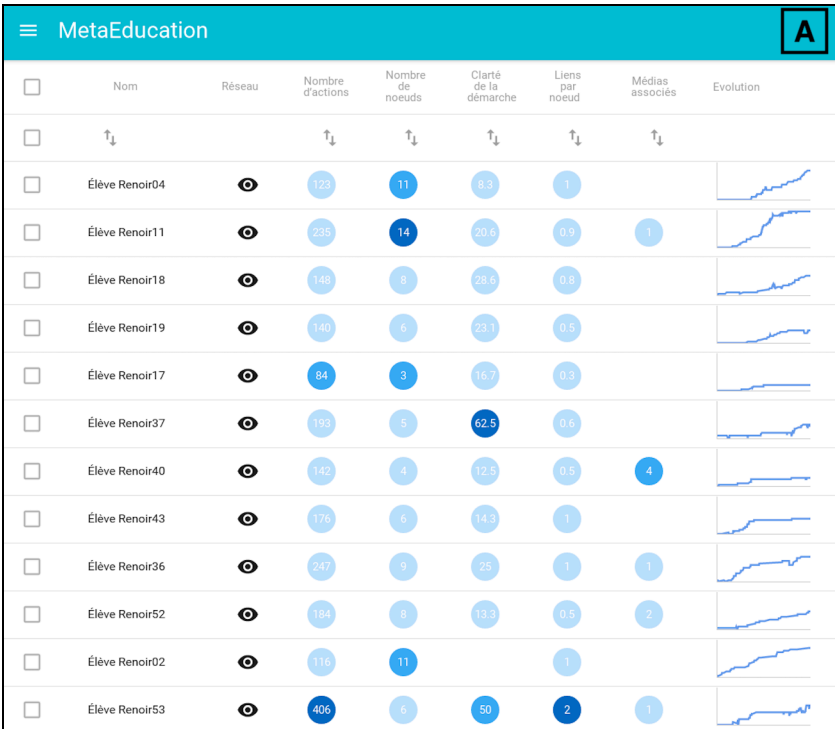 MetaEducation A
Nom Réseau Nombre d'actions Nombre de noeuds Clarté de la démarche Liens par noeud Médias associés Evolution
Élève Renoir04 123 11 8.3 1
Élève Renoir11 235 14 20.6 0.9 1
Élève Renoir18 148 8 28.6 0.8
Élève Renoir19 140 6 23.1 0.5
Élève Renoir17 84 3 16.7 0.3
Élève Renoir37 193 5 62.5 0.6
Élève Renoir40 142 4 12.5 0.5 4
Élève Renoir43 176 6 14.3 1
Élève Renoir36 247 9 25 1 1
Élève Renoir52 184 8 13.3 0.5 2
Élève Renoir02 116 11 1
Élève Renoir53 406 6 50 2 1